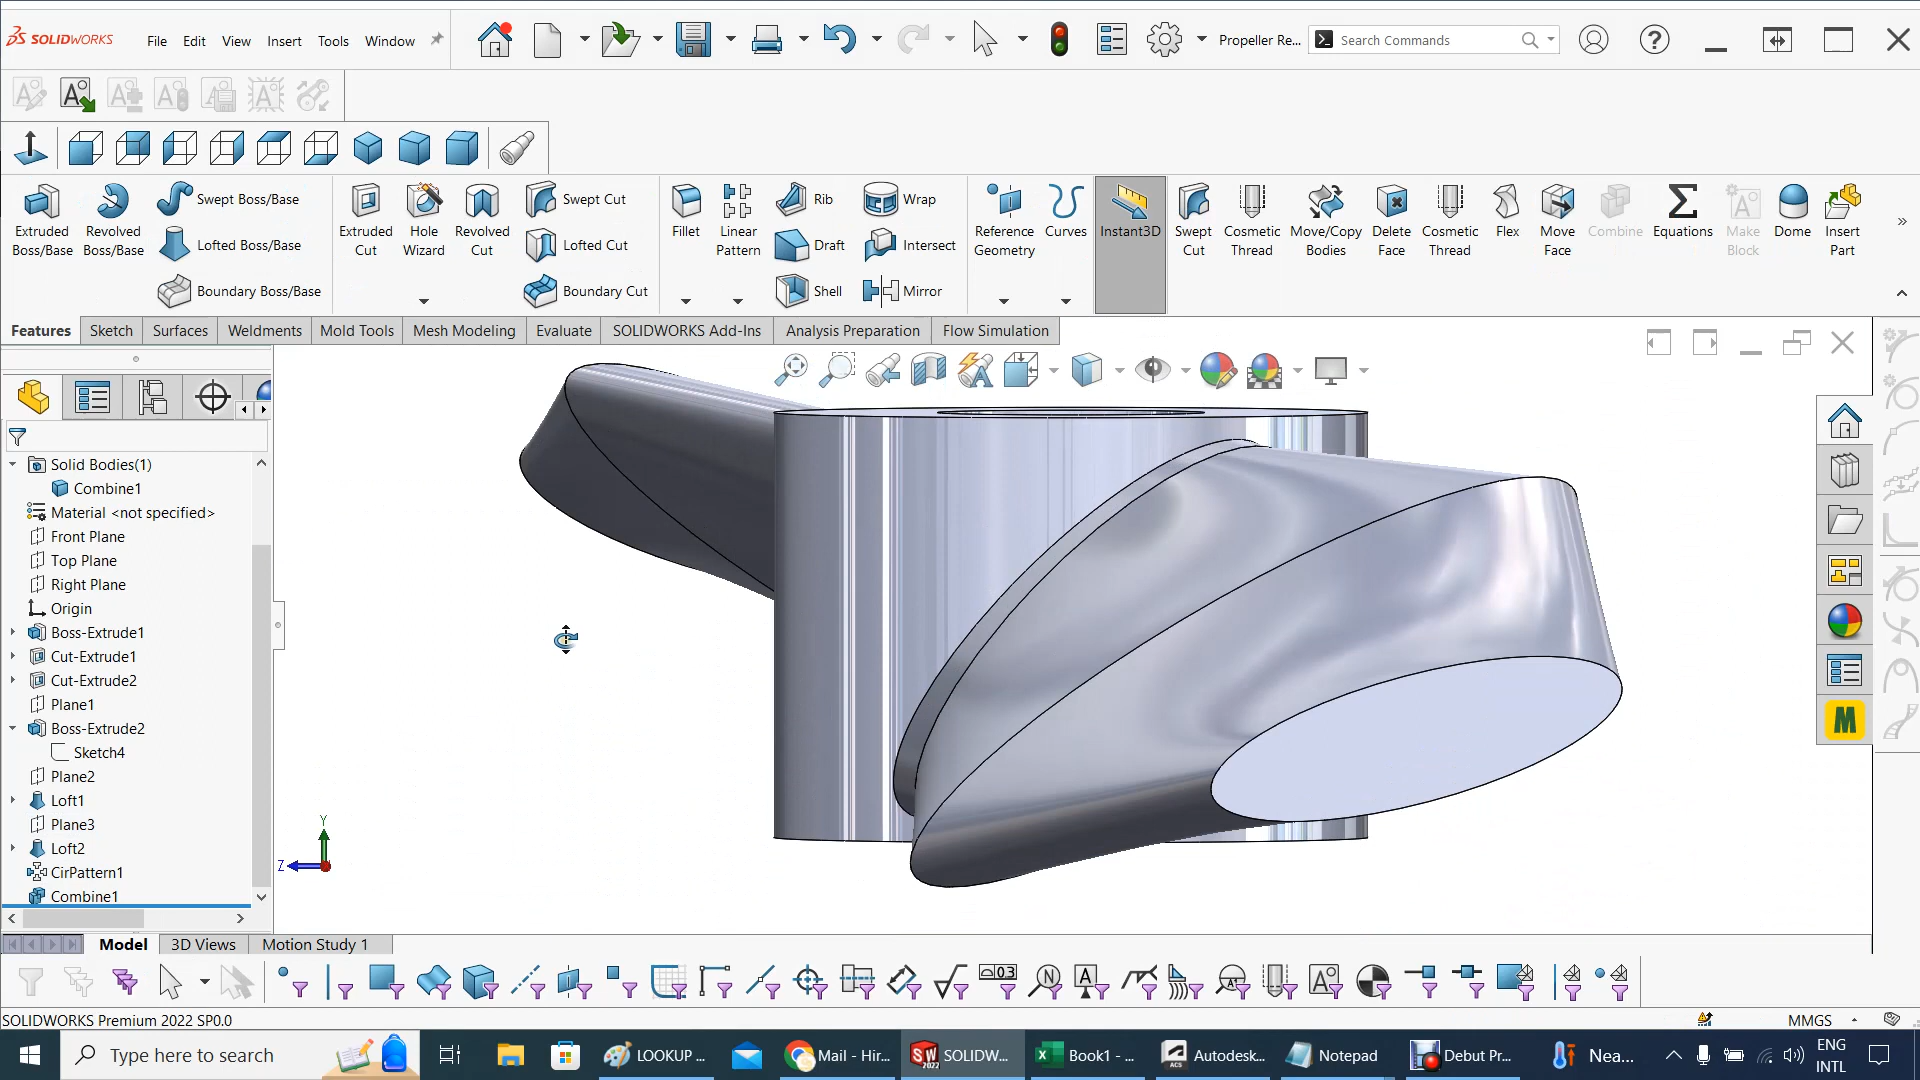 SOLIDWORKS File Edit View Insert Tools Window Propeller Re... Search Commands
Extruded Boss/Base
Revolved Boss/Base
Swept Boss/Base
Lofted Boss/Base
Boundary Boss/Base
Extruded Cut
Hole Wizard
Revolved Cut
Swept Cut
Lofted Cut
Boundary Cut
Fillet
Linear Pattern
Rib
Draft
Shell
Wrap
Intersect
Mirror
Reference Geometry
Curves
Instant3D
Swept Cut
Cosmetic Thread
Move/Copy Bodies
Delete Face
Cosmetic Thread
Flex
Move Face
Combine
Equations
Make Block
Dome
Insert Part
Features Sketch Surfaces Weldments Mold Tools Mesh Modeling Evaluate SOLIDWORKS Add-Ins Analysis Preparation Flow Simulation
Solid Bodies(1)
Combine1
Material <not specified>
Front Plane
Top Plane
Right Plane
Origin
Boss-Extrude1
Cut-Extrude1
Cut-Extrude2
Plane1
Boss-Extrude2
Sketch4
Plane2
Loft1
Plane3
Loft2
CirPattern1
Combine1
Y
Z
M
Model 3D Views Motion Study 1
SOLIDWORKS Premium 2022 SP0.0 MMGS
Type here to search LOOKUP ... Mail - Hir... SOLIDW... Book1 - ... Autodesk... Notepad Debut Pr... Nea... ENG
INTL